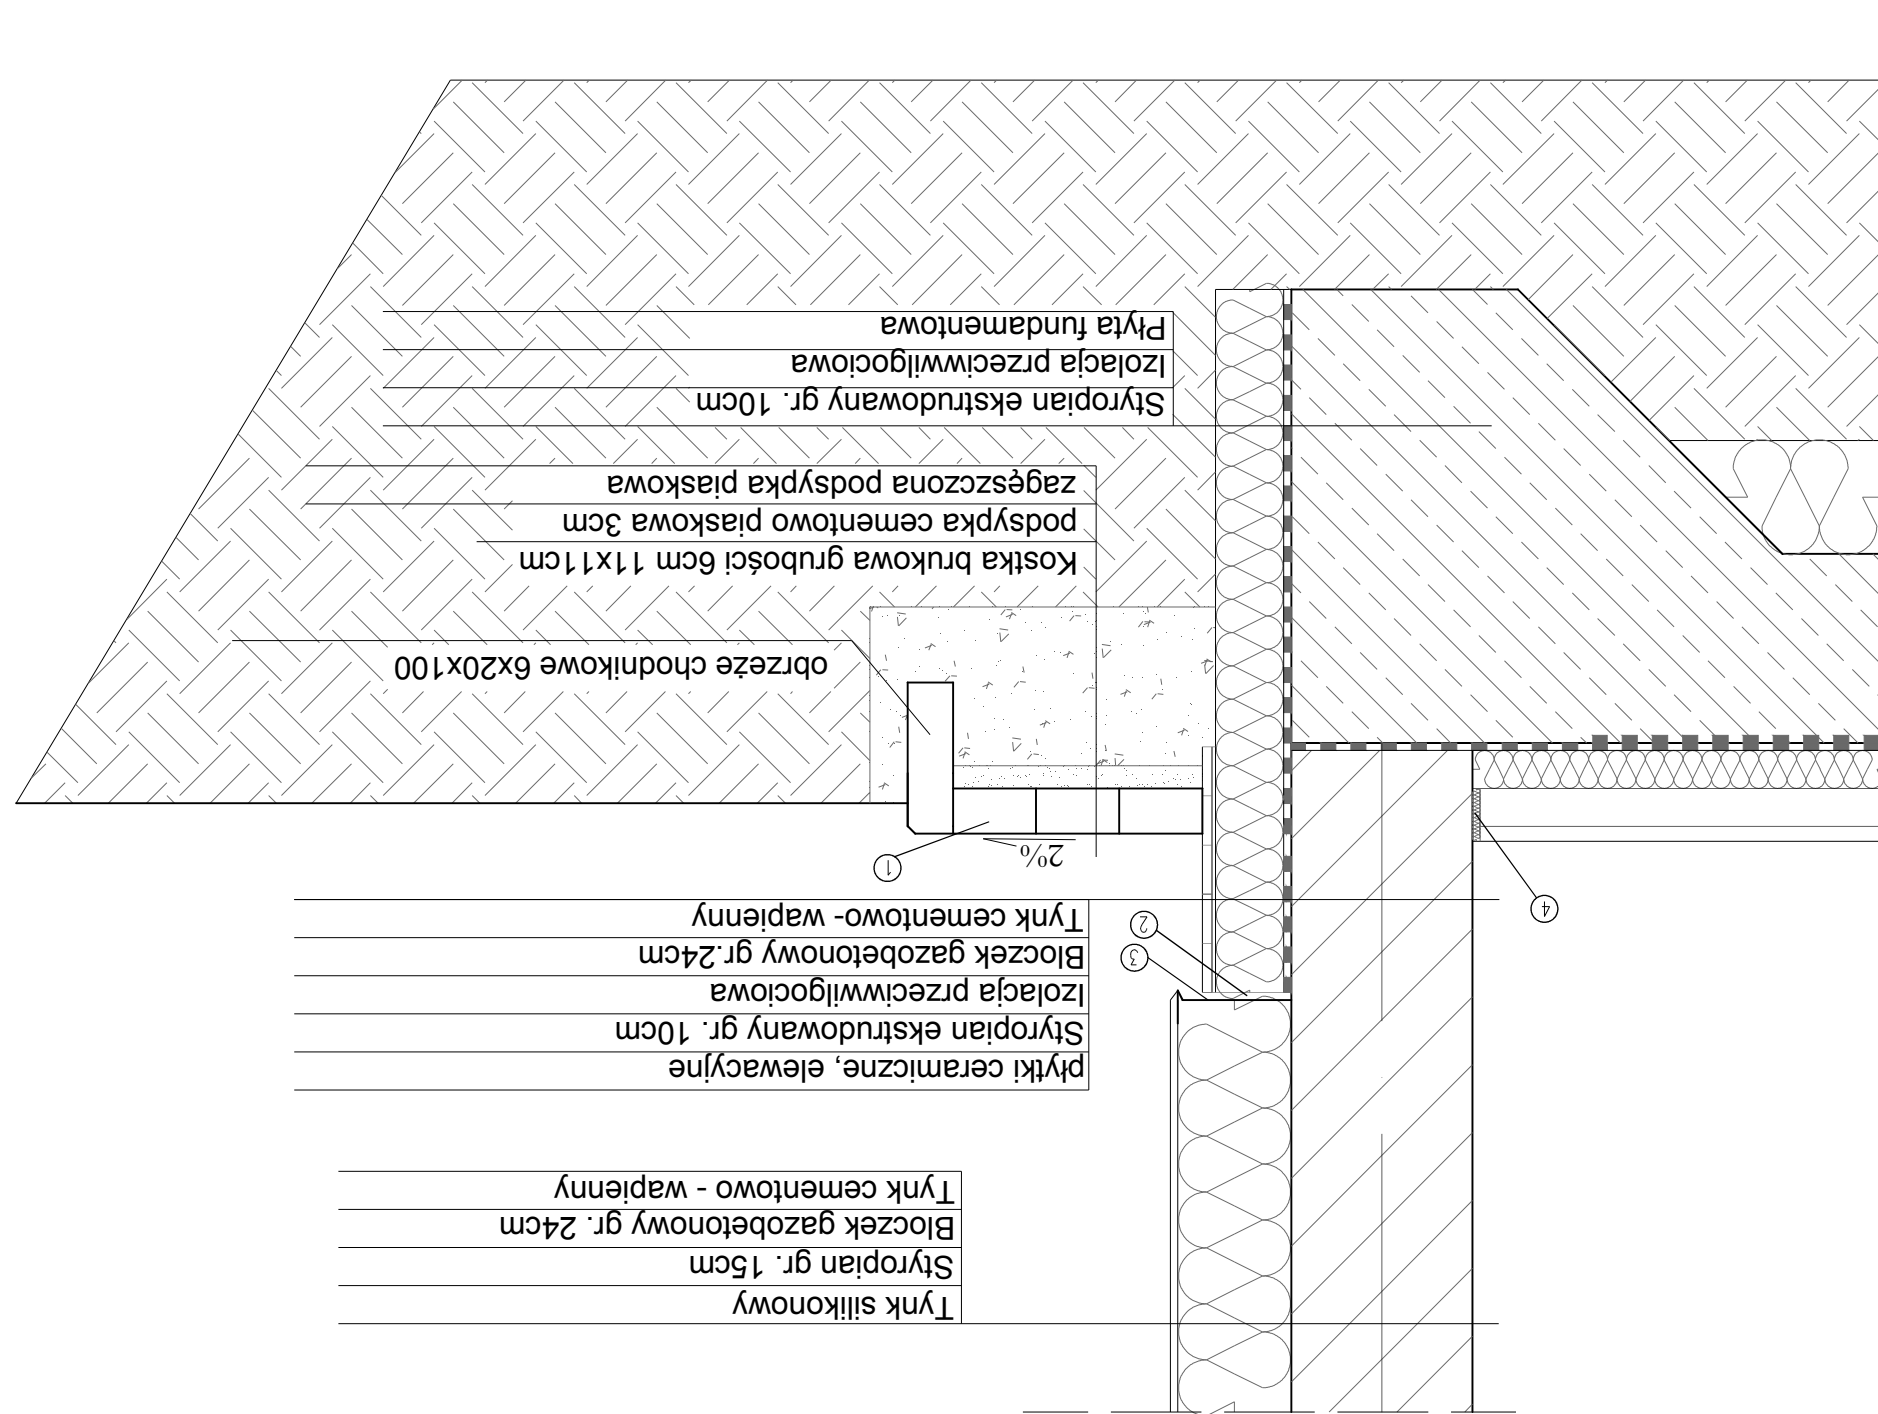 Tynk silikonowy
Styropian gr. 15cm
Bloczek gazobetonowy gr. 24cm
Tynk cementowo - wapienny
płytki ceramiczne, elewacyjne
Styropian ekstrudowany gr. 10cm
Izolacja przeciwwilgociowa
Bloczek gazobetonowy gr.24cm
Tynk cementowo- wapienny
3
2
4
1
2%
obrzeże chodnikowe 6x20x100
Kostka brukowa grubości 6cm 11x11cm
podsypka cementowo piaskowa 3cm
zagęszczona podsypka piaskowa
Styropian ekstrudowany gr. 10cm
Izolacja przeciwwilgociowa
Płyta fundamentowa